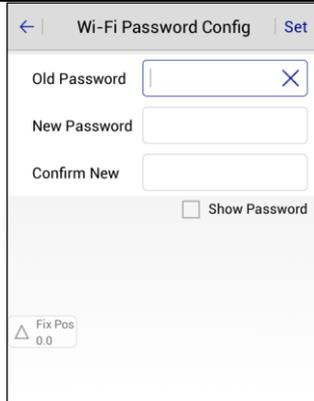 Wi-Fi Password Config Set
Old Password
New Password
Confirm New
Show Password
Fix Pos
0.0